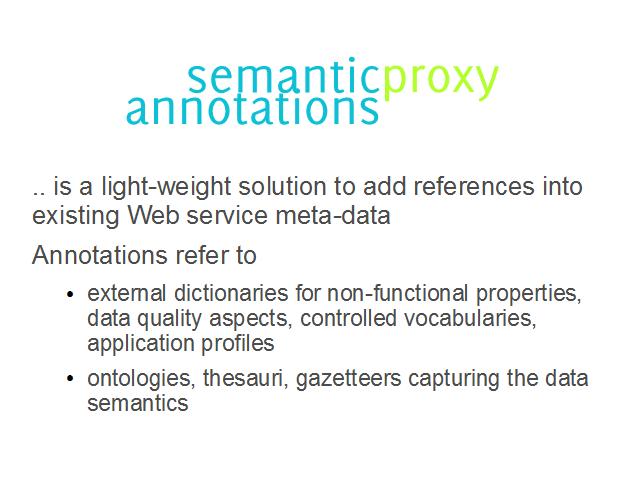 semanticproxy
annotations
.. is a light-weight solution to add references into
existing Web service meta-data
Annotations refer to
• external dictionaries for non-functional properties,
data quality aspects, controlled vocabularies,
application profiles
• ontologies, thesauri, gazetteers capturing the data
semantics